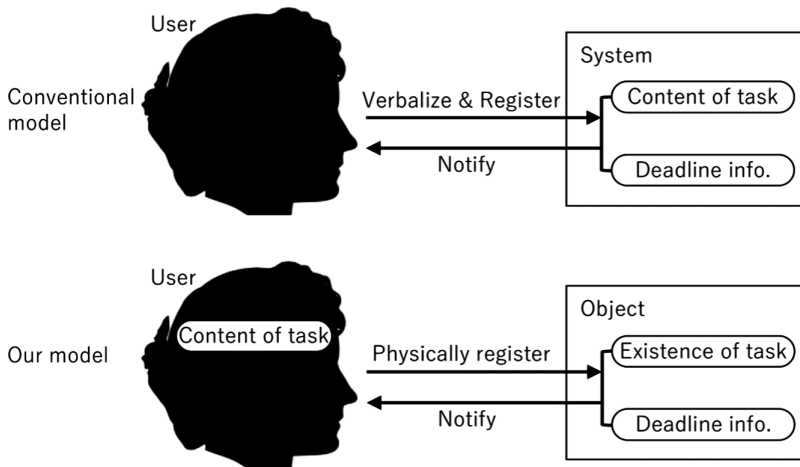 User
System
Conventional
model
Verbalize & Register
Content of task
Notify
Deadline info.
User
Object
Content of task
Our model
Physically register
Existence of task
Notify
Deadline info.